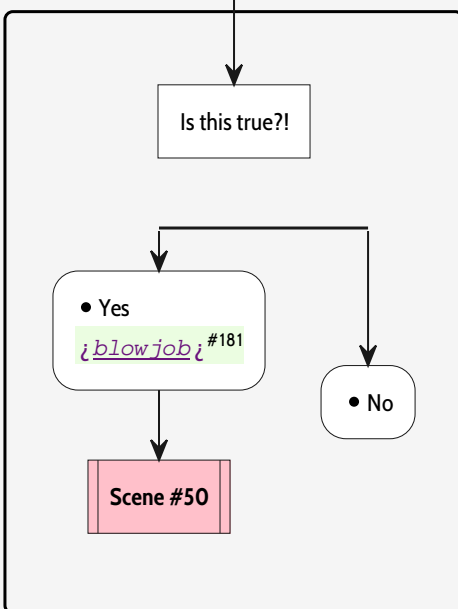 Is this true?!
• Yes
¿blowjob¿#181
• No
Scene #50